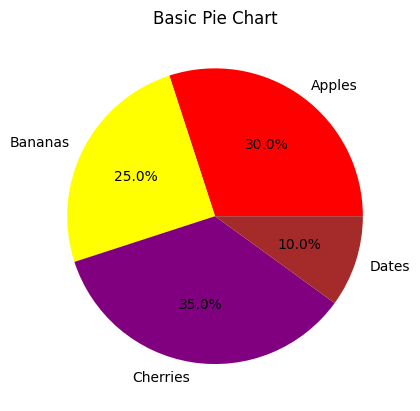 Basic Pie Chart
Apples
30.0%
Bananas
25.0%
35.0%
Cherries
10.0%
Dates